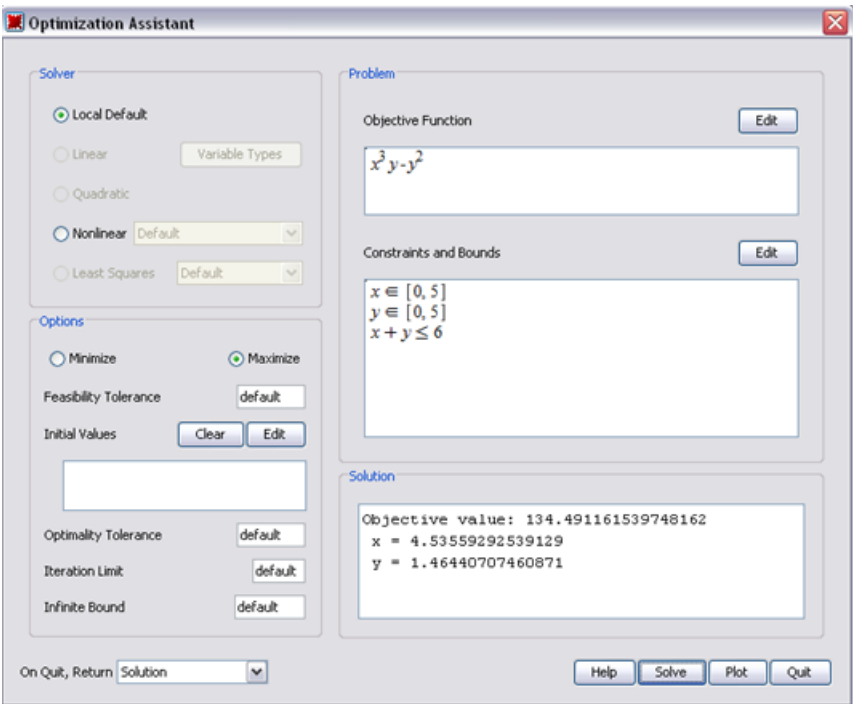 Optimization Assistant
Solver
Local Default
Linear Variable Types
Quadratic
Nonlinear Default
Least Squares Default
Options
Minimize Maximize
Feasibility Tolerance default
Initial Values Clear Edit
Optimality Tolerance default
Iteration Limit default
Infinite Bound default
On Quit, Return Solution
Problem
Objective Function Edit
x³ y-y²
Constraints and Bounds Edit
x ∈ [0, 5]
y ∈ [0, 5]
x + y ≤ 6
Solution
Objective value: 134.491161539748162
x = 4.53559292539129
y = 1.46440707460871
Help Solve Plot Quit